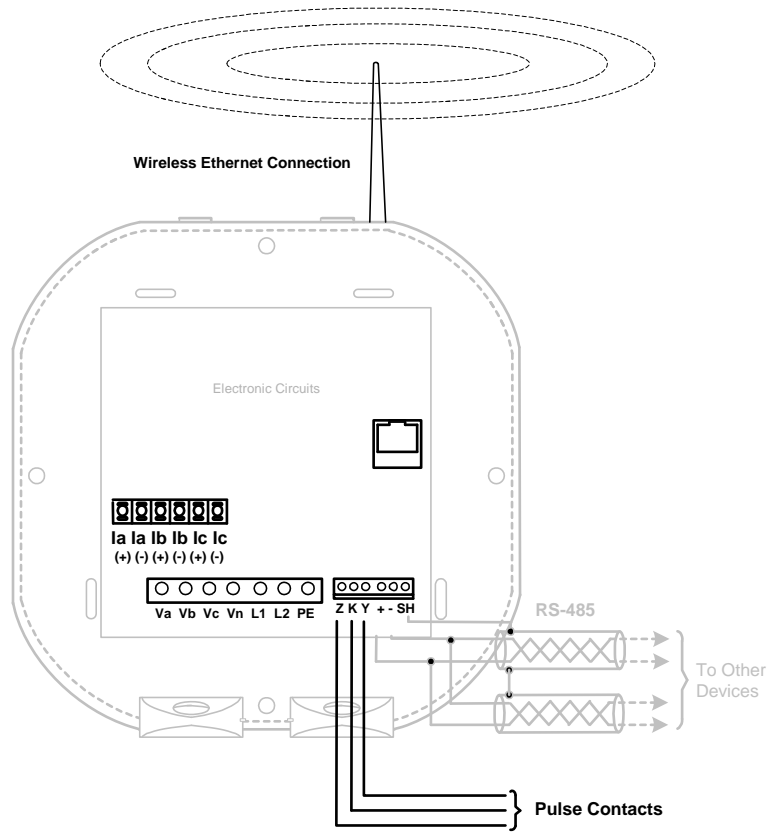 Wireless Ethernet Connection
Electronic Circuits
Ia Ia Ib Ib Ic Ic
(+) (-) (+) (-) (+) (-)
Va Vb Vc Vn L1 L2 PE
Z K Y + - SH
RS-485
To Other
Devices
Pulse Contacts